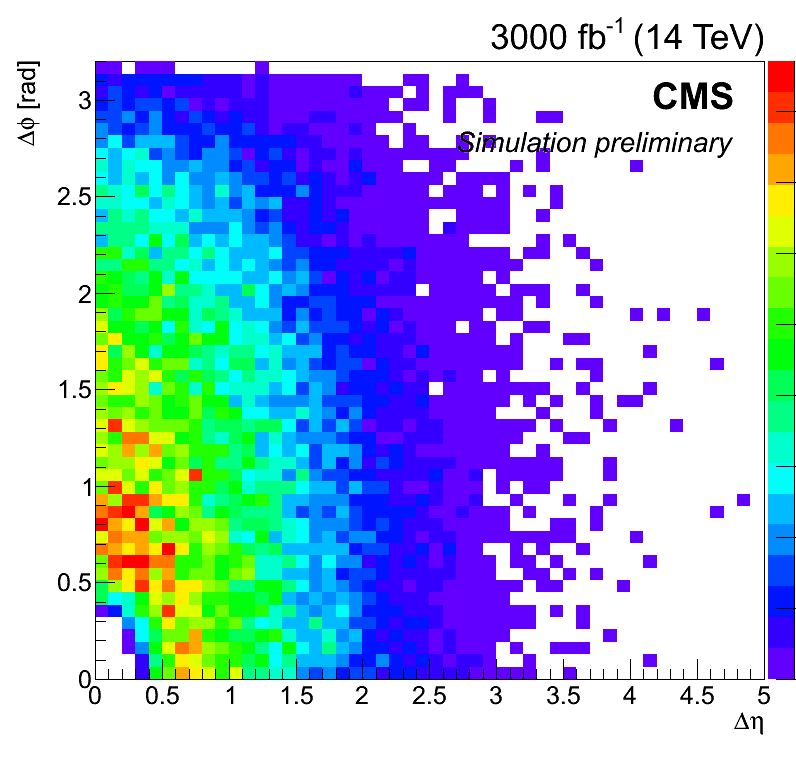 3000 fb⁻¹ (14 TeV)
CMS
Simulation preliminary
Δϕ [rad]
3
2.5
2
1.5
1
0.5
0
0 0.5 1 1.5 2 2.5 3 3.5 4 4.5 5
Δη